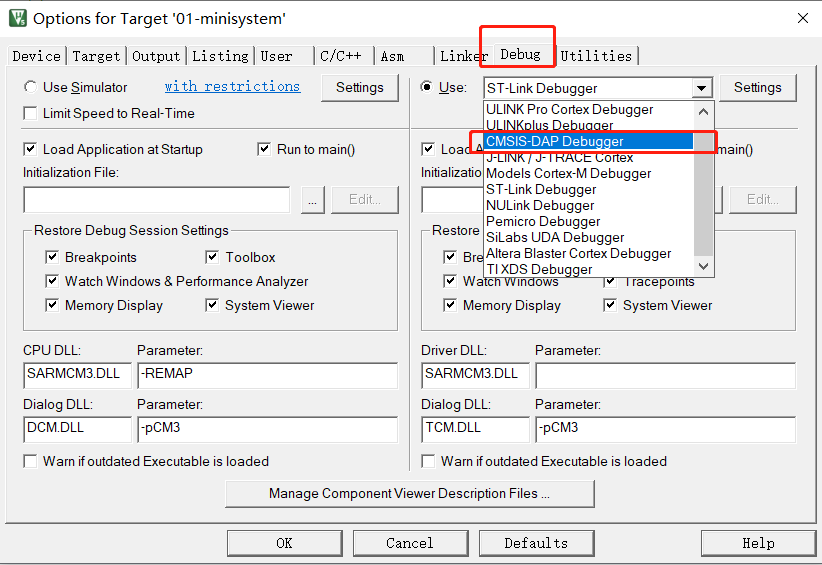 Options for Target '01-minisystem'
Device Target Output Listing User C/C++ Asm Linker Debug Utilities
Use Simulator with restrictions Settings
Limit Speed to Real-Time
Use: ST-Link Debugger Settings
ULINK Pro Cortex Debugger
ULINKplus Debugger
CMSIS-DAP Debugger
J-LINK / J-TRACE Cortex
Models Cortex-M Debugger
ST-Link Debugger
NULink Debugger
Pemicro Debugger
SiLabs UDA Debugger
Altera Blaster Cortex Debugger
TI XDS Debugger
Load Application at Startup Run to main()
Initialization File:
... Edit...
Restore Debug Session Settings
Breakpoints Toolbox
Watch Windows & Performance Analyzer
Memory Display System Viewer
main()
Edit...
Watch Windows Tracepoints
Memory Display System Viewer
CPU DLL: Parameter:
SARMCM3.DLL -REMAP
Dialog DLL: Parameter:
DCM.DLL -pCM3
Warn if outdated Executable is loaded
Driver DLL: Parameter:
SARMCM3.DLL
Dialog DLL: Parameter:
TCM.DLL -pCM3
Warn if outdated Executable is loaded
Manage Component Viewer Description Files ...
OK Cancel Defaults Help